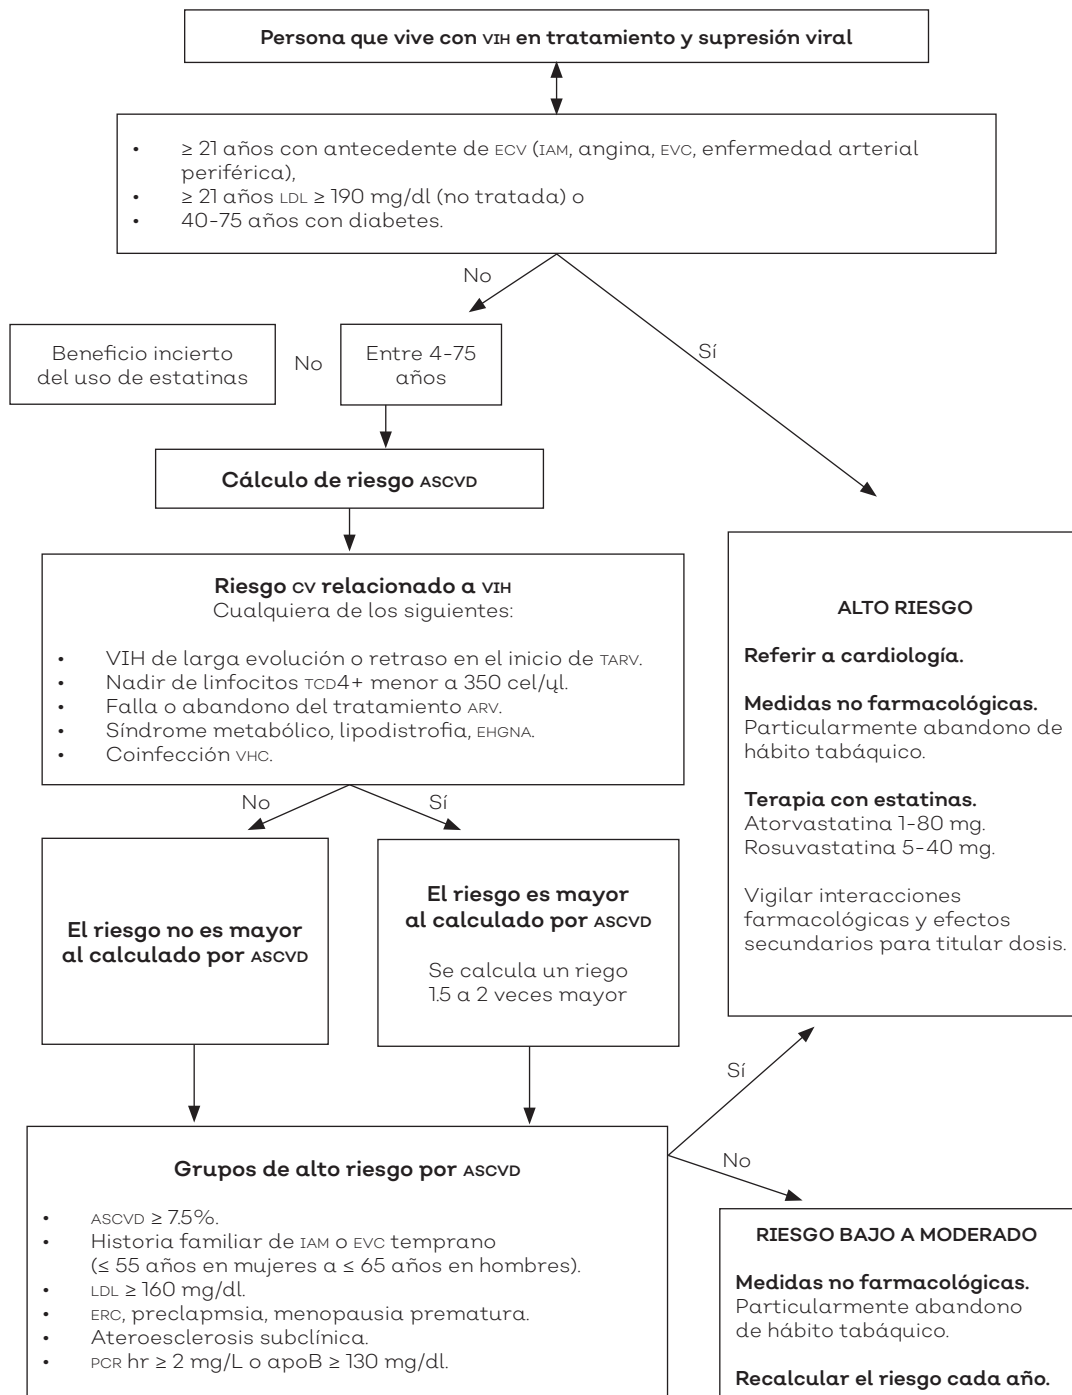 Persona que vive con VIH en tratamiento y supresión viral
• ≥ 21 años con antecedente de ECV (IAM, angina, EVC, enfermedad arterial
periférica),
• ≥ 21 años LDL ≥ 190 mg/dl (no tratada) o
• 40-75 años con diabetes.
No
Sí
Beneficio incierto
del uso de estatinas
No
Entre 4-75
años
Cálculo de riesgo ASCVD
Riesgo CV relacionado a VIH
Cualquiera de los siguientes:
• VIH de larga evolución o retraso en el inicio de TARV.
• Nadir de linfocitos TCD4+ menor a 350 cel/ɥl.
• Falla o abandono del tratamiento ARV.
• Síndrome metabólico, lipodistrofia, EHGNA.
• Coinfección VHC.
No
Sí
El riesgo no es mayor
al calculado por ASCVD
El riesgo es mayor
al calculado por ASCVD
Se calcula un riego
1.5 a 2 veces mayor
Grupos de alto riesgo por ASCVD
• ASCVD ≥ 7.5%.
• Historia familiar de IAM o EVC temprano
(≤ 55 años en mujeres a ≤ 65 años en hombres).
• LDL ≥ 160 mg/dl.
• ERC, preclapmsia, menopausia prematura.
• Ateroesclerosis subclínica.
• PCR hr ≥ 2 mg/L o apoB ≥ 130 mg/dl.
Sí
No
ALTO RIESGO
Referir a cardiología.
Medidas no farmacológicas.
Particularmente abandono de
hábito tabáquico.
Terapia con estatinas.
Atorvastatina 1-80 mg.
Rosuvastatina 5-40 mg.
Vigilar interacciones
farmacológicas y efectos
secundarios para titular dosis.
RIESGO BAJO A MODERADO
Medidas no farmacológicas.
Particularmente abandono
de hábito tabáquico.
Recalcular el riesgo cada año.